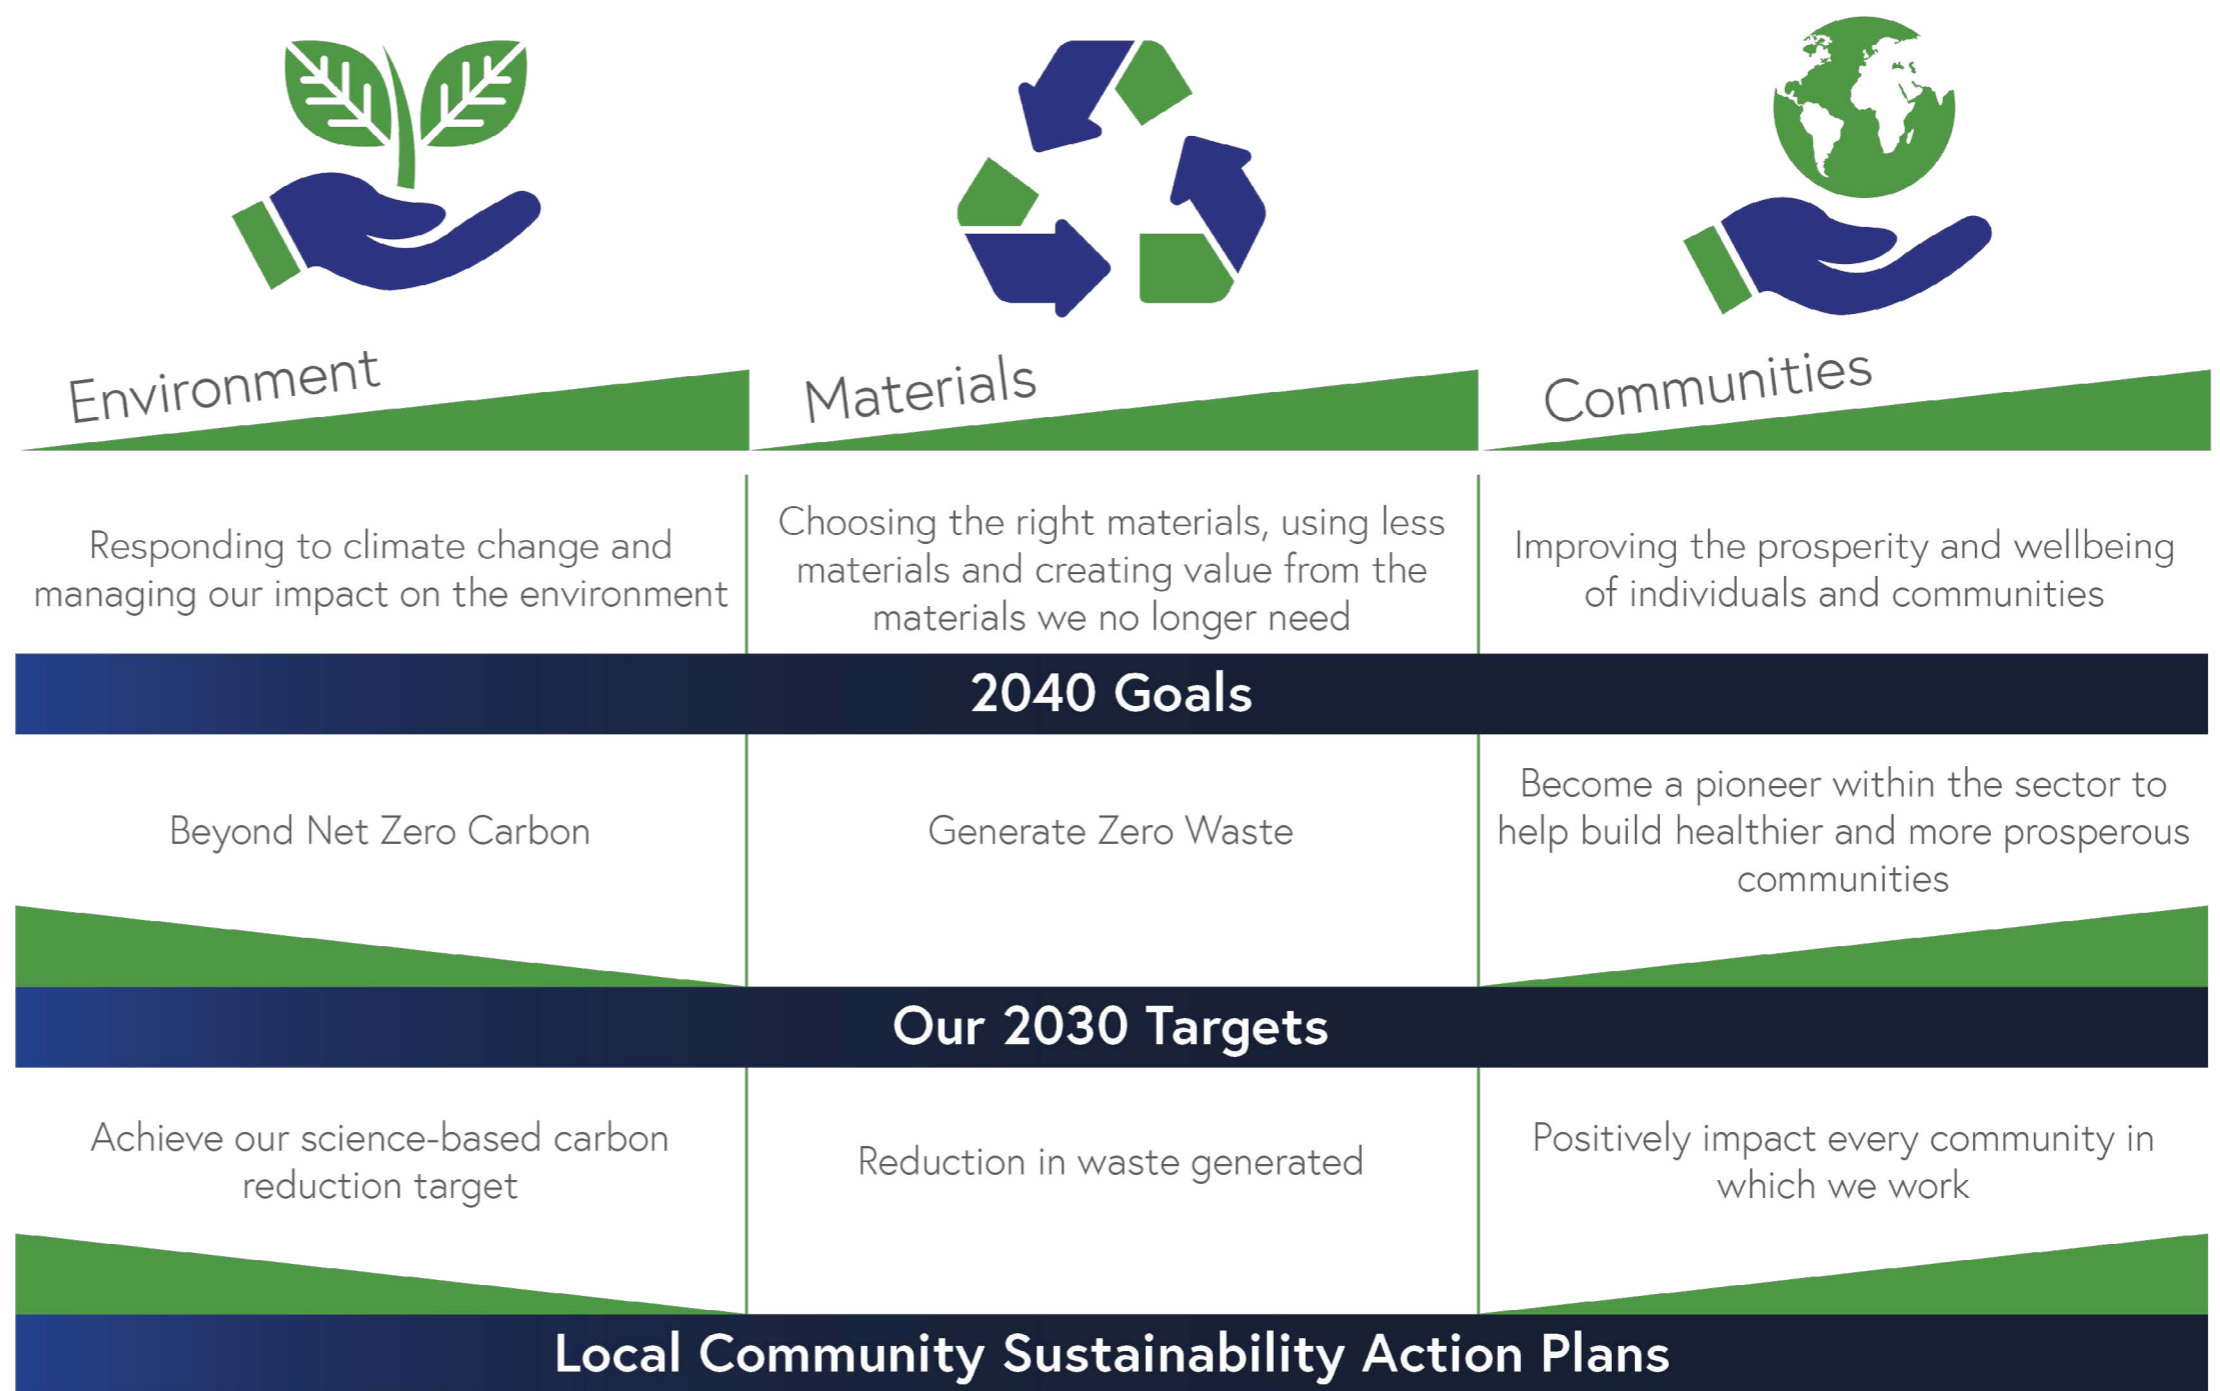 Environment
Materials
Communities
Responding to climate change and
managing our impact on the environment
Choosing the right materials, using less
materials and creating value from the
materials we no longer need
Improving the prosperity and wellbeing
of individuals and communities
2040 Goals
Beyond Net Zero Carbon
Generate Zero Waste
Become a pioneer within the sector to
help build healthier and more prosperous
communities
Our 2030 Targets
Achieve our science-based carbon
reduction target
Reduction in waste generated
Positively impact every community in
which we work
Local Community Sustainability Action Plans